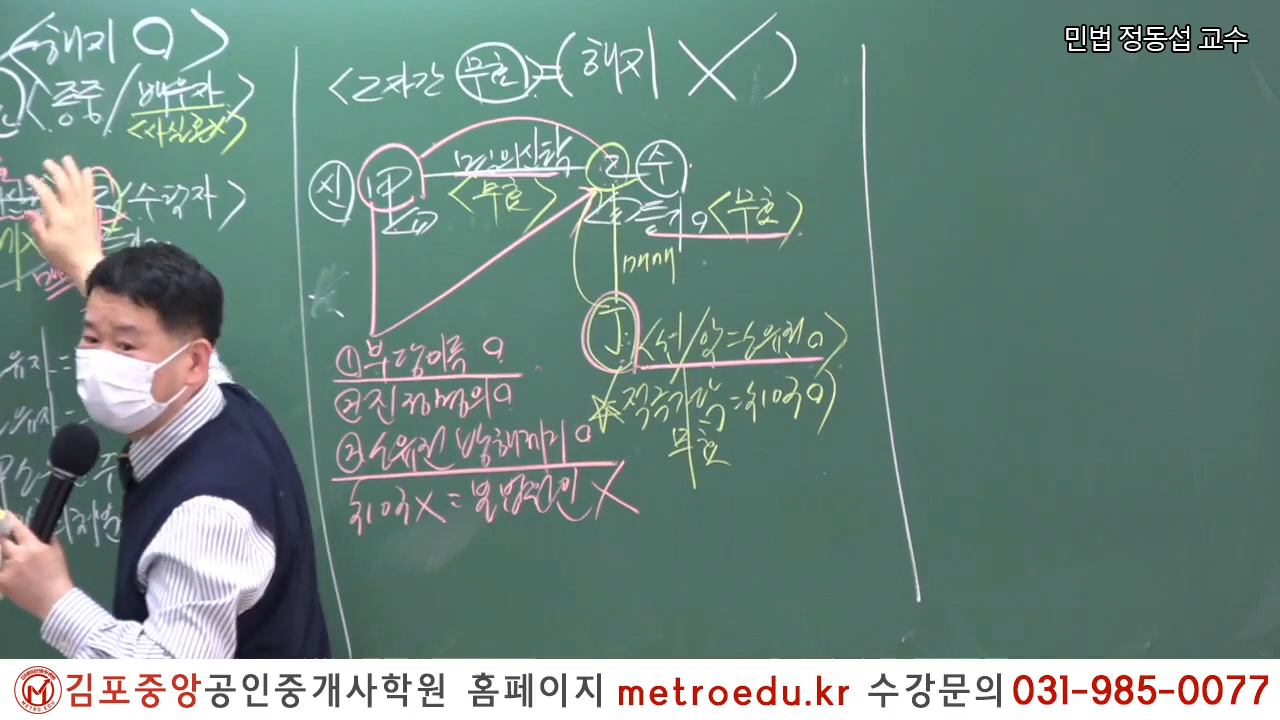 민법 정동섭 교수
<해지 O>
<종중/배우자>
<사실혼X>
수탁자>
<2자간 무효>=(해지 X)
신 甲 명의신탁 乙 수
<무효>
등기 O <무효>
매매
丁 <선/악=소유권 O>
① 부당이득 O
② 진정명의 O
③ 소유권 방해제거 O
X = 불법원인 X
☆ 적극가담 =
무효
METRO EDU
김포중앙공인중개사학원 홈페이지 metroedu.kr 수강문의 031-985-0077